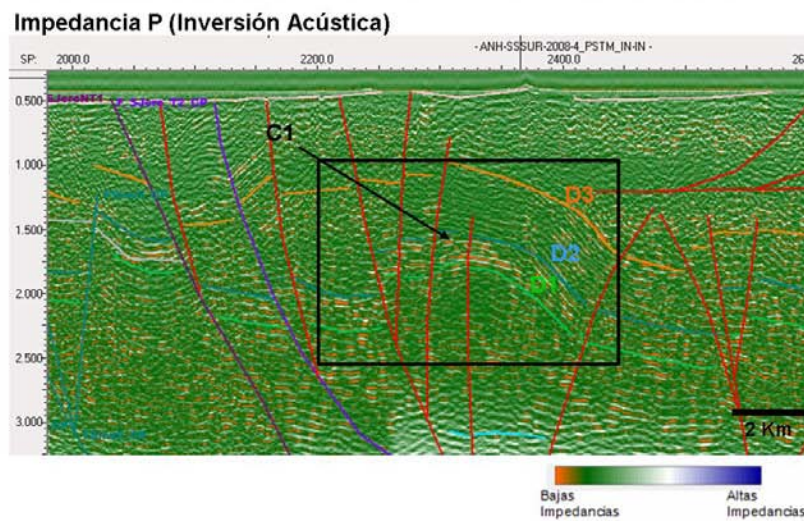 Impedancia P (Inversión Acústica)
- ANH-SSSUR-2008-4_PSTM_IN-IN -
SP: 2000.0 2200.0 2400.0 26
0.500
C1
1.000
D3
1.500
D2
D1
2.000
2.500
3.000
2 Km
Bajas Impedancias
Altas Impedancias